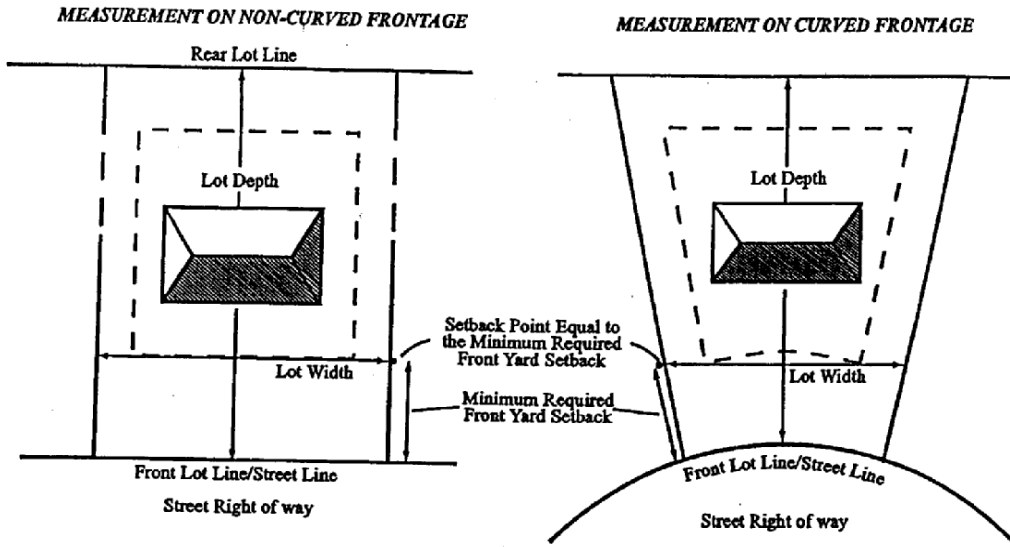 MEASUREMENT ON NON-CURVED FRONTAGE
Rear Lot Line
Lot Depth
Lot Width
Front Lot Line/Street Line
Street Right of way
Setback Point Equal to
the Minimum Required
Front Yard Setback
Minimum Required
Front Yard Setback
MEASUREMENT ON CURVED FRONTAGE
Lot Depth
Lot Width
Front Lot Line/Street Line
Street Right of way